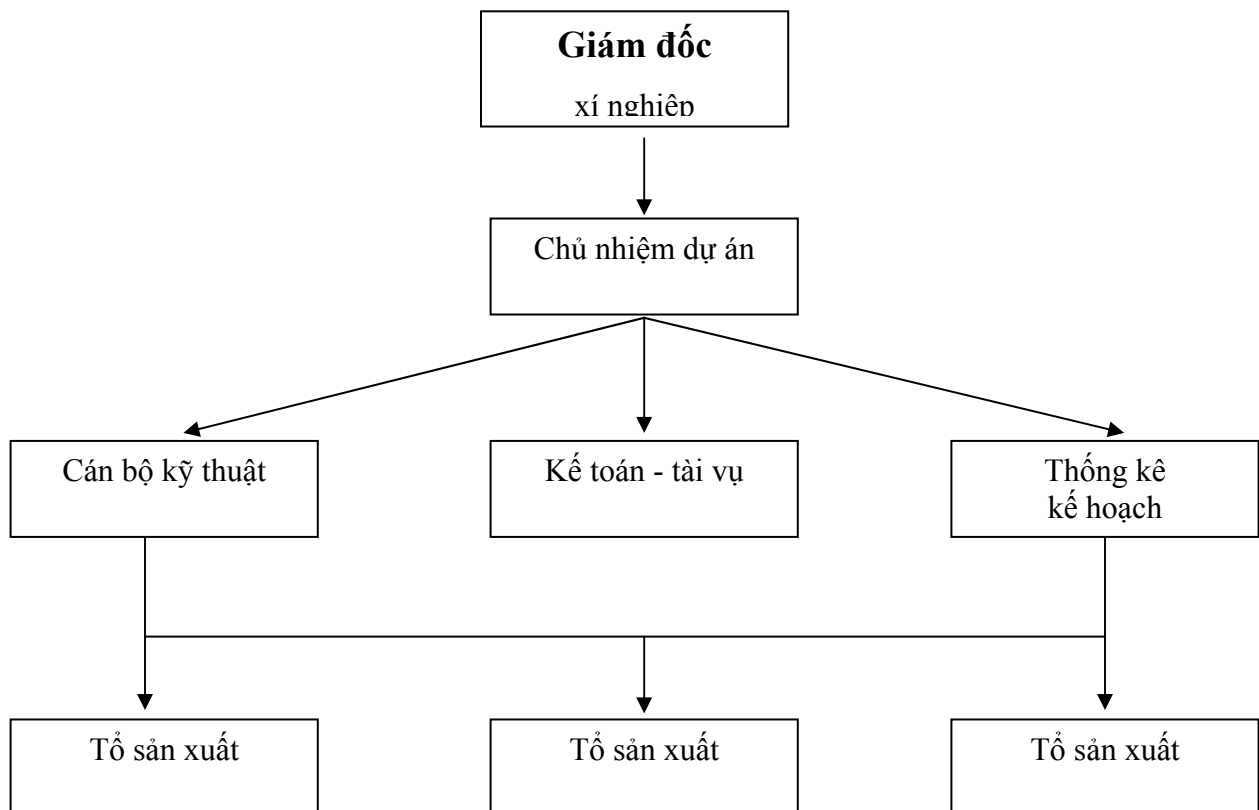 Giám đốc
xí nghiệp
Chủ nhiệm dự án
Cán bộ kỹ thuật
Kế toán - tài vụ
Thống kê
kế hoạch
Tổ sản xuất
Tổ sản xuất
Tổ sản xuất